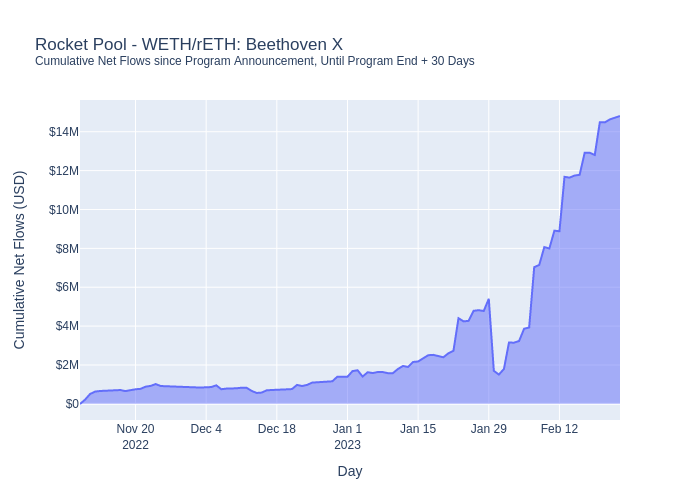 Rocket Pool - WETH/rETH: Beethoven X
Cumulative Net Flows since Program Announcement, Until Program End + 30 Days
Cumulative Net Flows (USD)
$14M
$12M
$10M
$8M
$6M
$4M
$2M
$0
Nov 20 Dec 4 Dec 18 Jan 1 Jan 15 Jan 29 Feb 12
2022 2023
Day